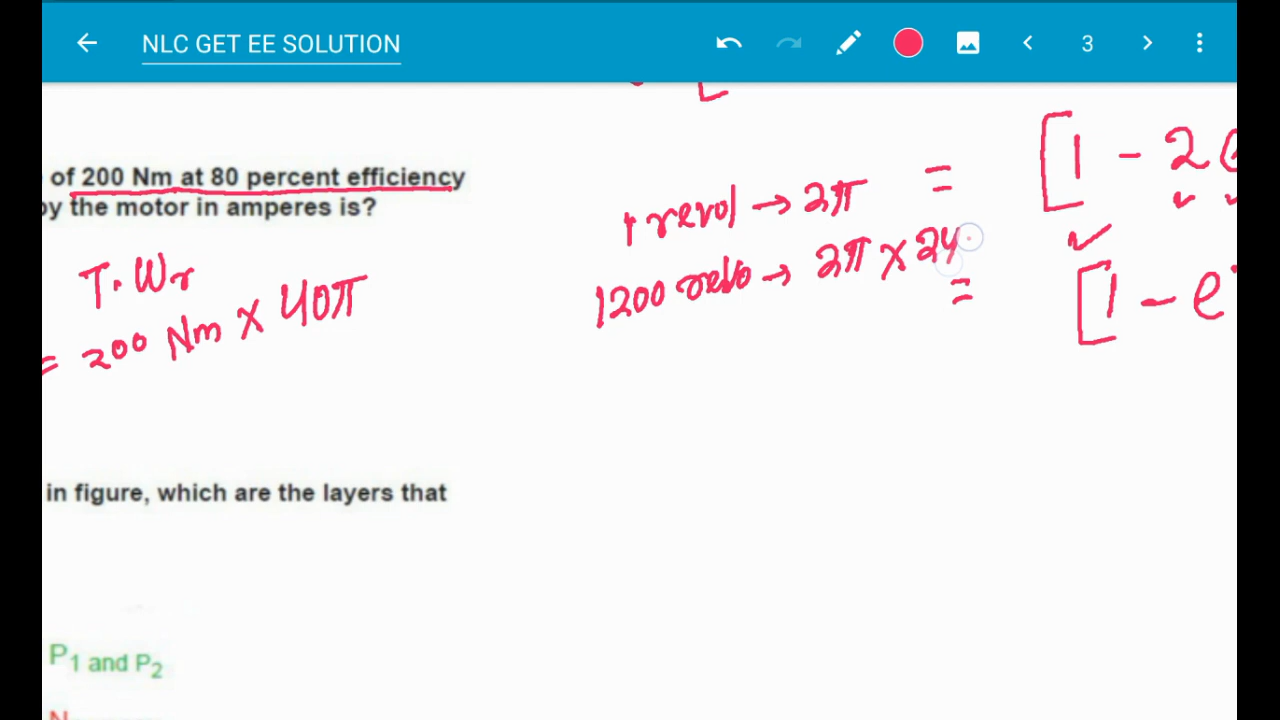 NLC GET EE SOLUTION
3
of 200 Nm at 80 percent efficiency
by the motor in amperes is?
T. Wr
= 200 Nm × 40π
1 revol → 2π
1200 revo → 2π × 24
= [1 - 2
= [1 - e
in figure, which are the layers that
P1 and P2